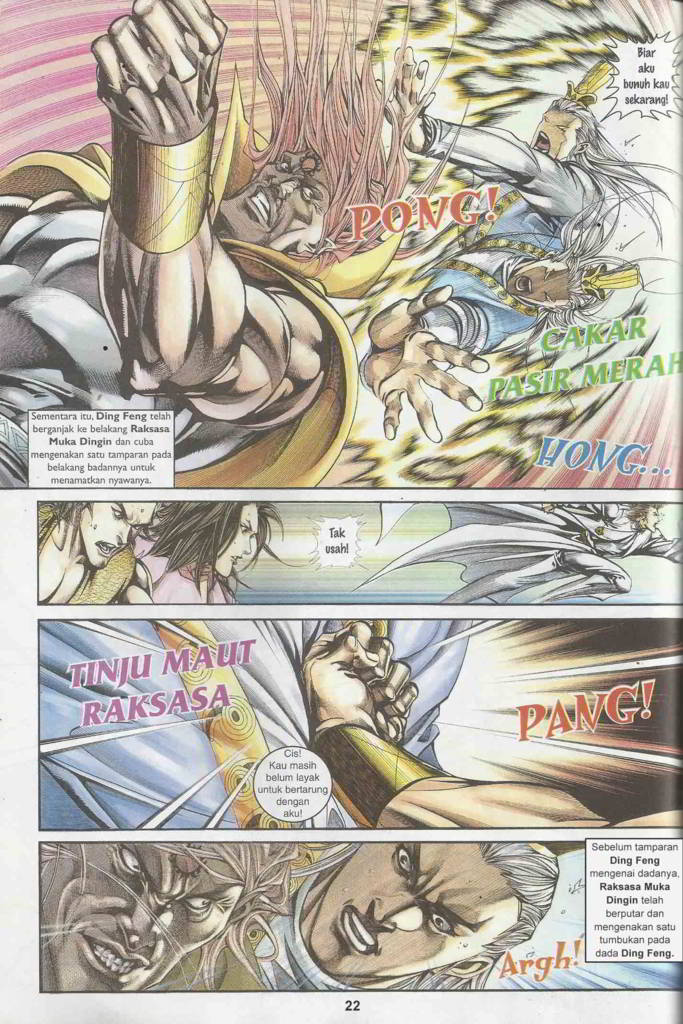 Biar
aku
bunuh kau
sekarang!
PONG!
CAKAR
PASIR MERAH
HONG...
Sementara itu, Ding Feng telah
berganjak ke belakang Raksasa
Muka Dingin dan cuba
mengenakan satu tamparan pada
belakang badannya untuk
menamatkan nyawanya.
Tak
usah!
TINJU MAUT
RAKSASA
PANG!
Cis!
Kau masih
belum layak
untuk bertarung
dengan
aku!
Sebelum tamparan
Ding Feng
mengenai dadanya,
Raksasa Muka
Dingin telah
berputar dan
mengenakan satu
tumbukan pada
dada Ding Feng.
Argh!
22